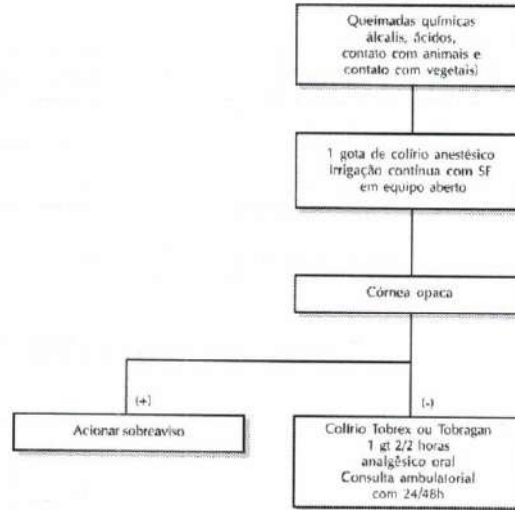 Queimadas químicas
álcalis, ácidos,
contato com animais e
contato com vegetais)
1 gota de colírio anestésico
irrigação contínua com SF
em equipo aberto
Córnea opaca
(+)
(-)
Acionar sobreaviso
Colírio Tobrex ou Tobragan
1 gt 2/2 horas
analgésico oral
Consulta ambulatorial
com 24/48h